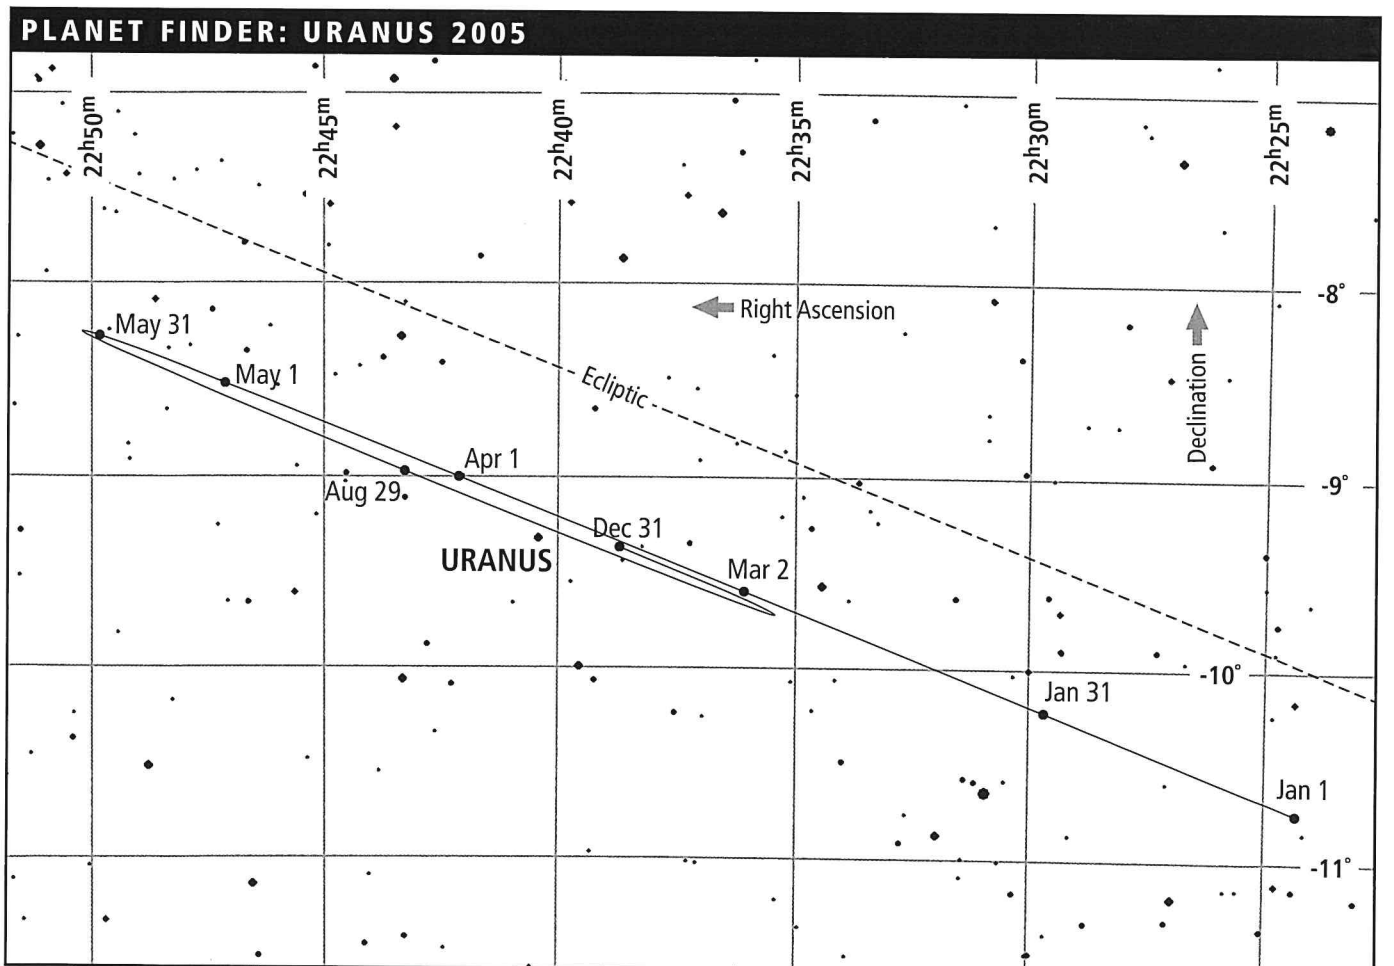 PLANET FINDER: URANUS 2005
22ʰ50ᵐ
22ʰ45ᵐ
22ʰ40ᵐ
22ʰ35ᵐ
22ʰ30ᵐ
22ʰ25ᵐ
-8°
Right Ascension
May 31
May 1
Ecliptic
Declination
Apr 1
-9°
Aug 29
Dec 31
URANUS
Mar 2
-10°
Jan 31
Jan 1
-11°